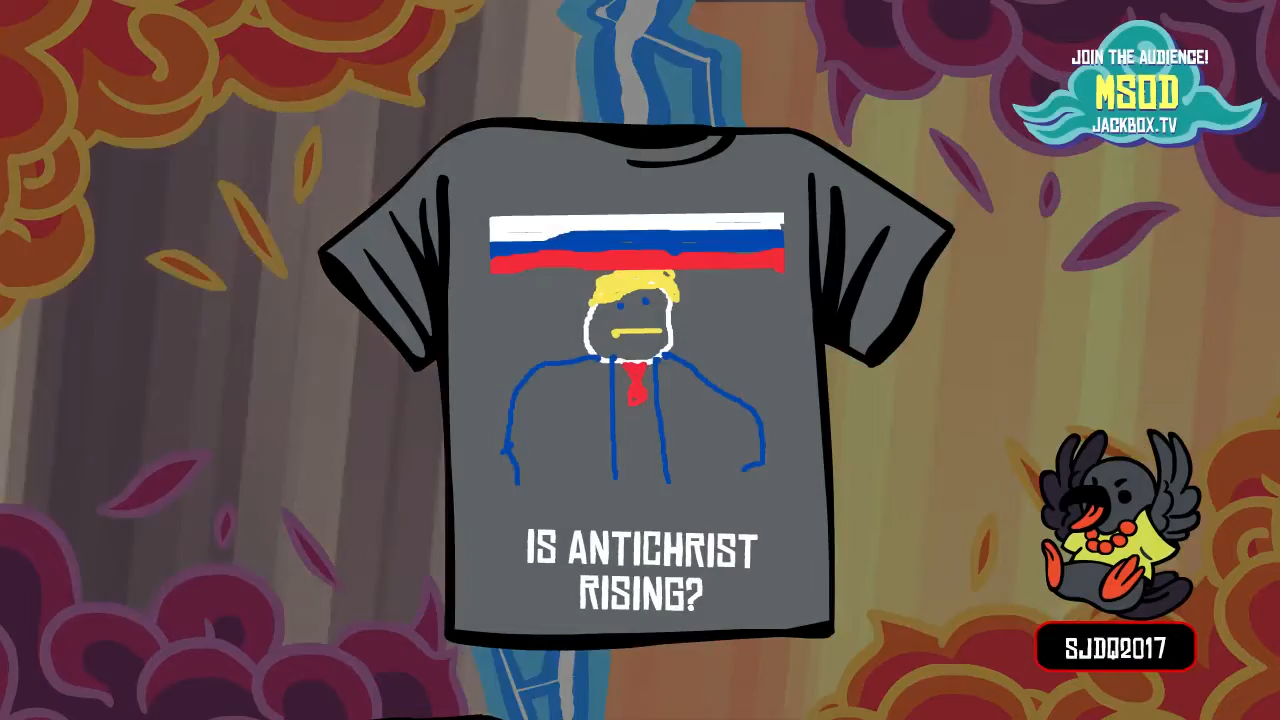 JOIN THE AUDIENCE!
MSOD
JACKBOX.TV
IS ANTICHRIST
RISING?
SJDQ2017